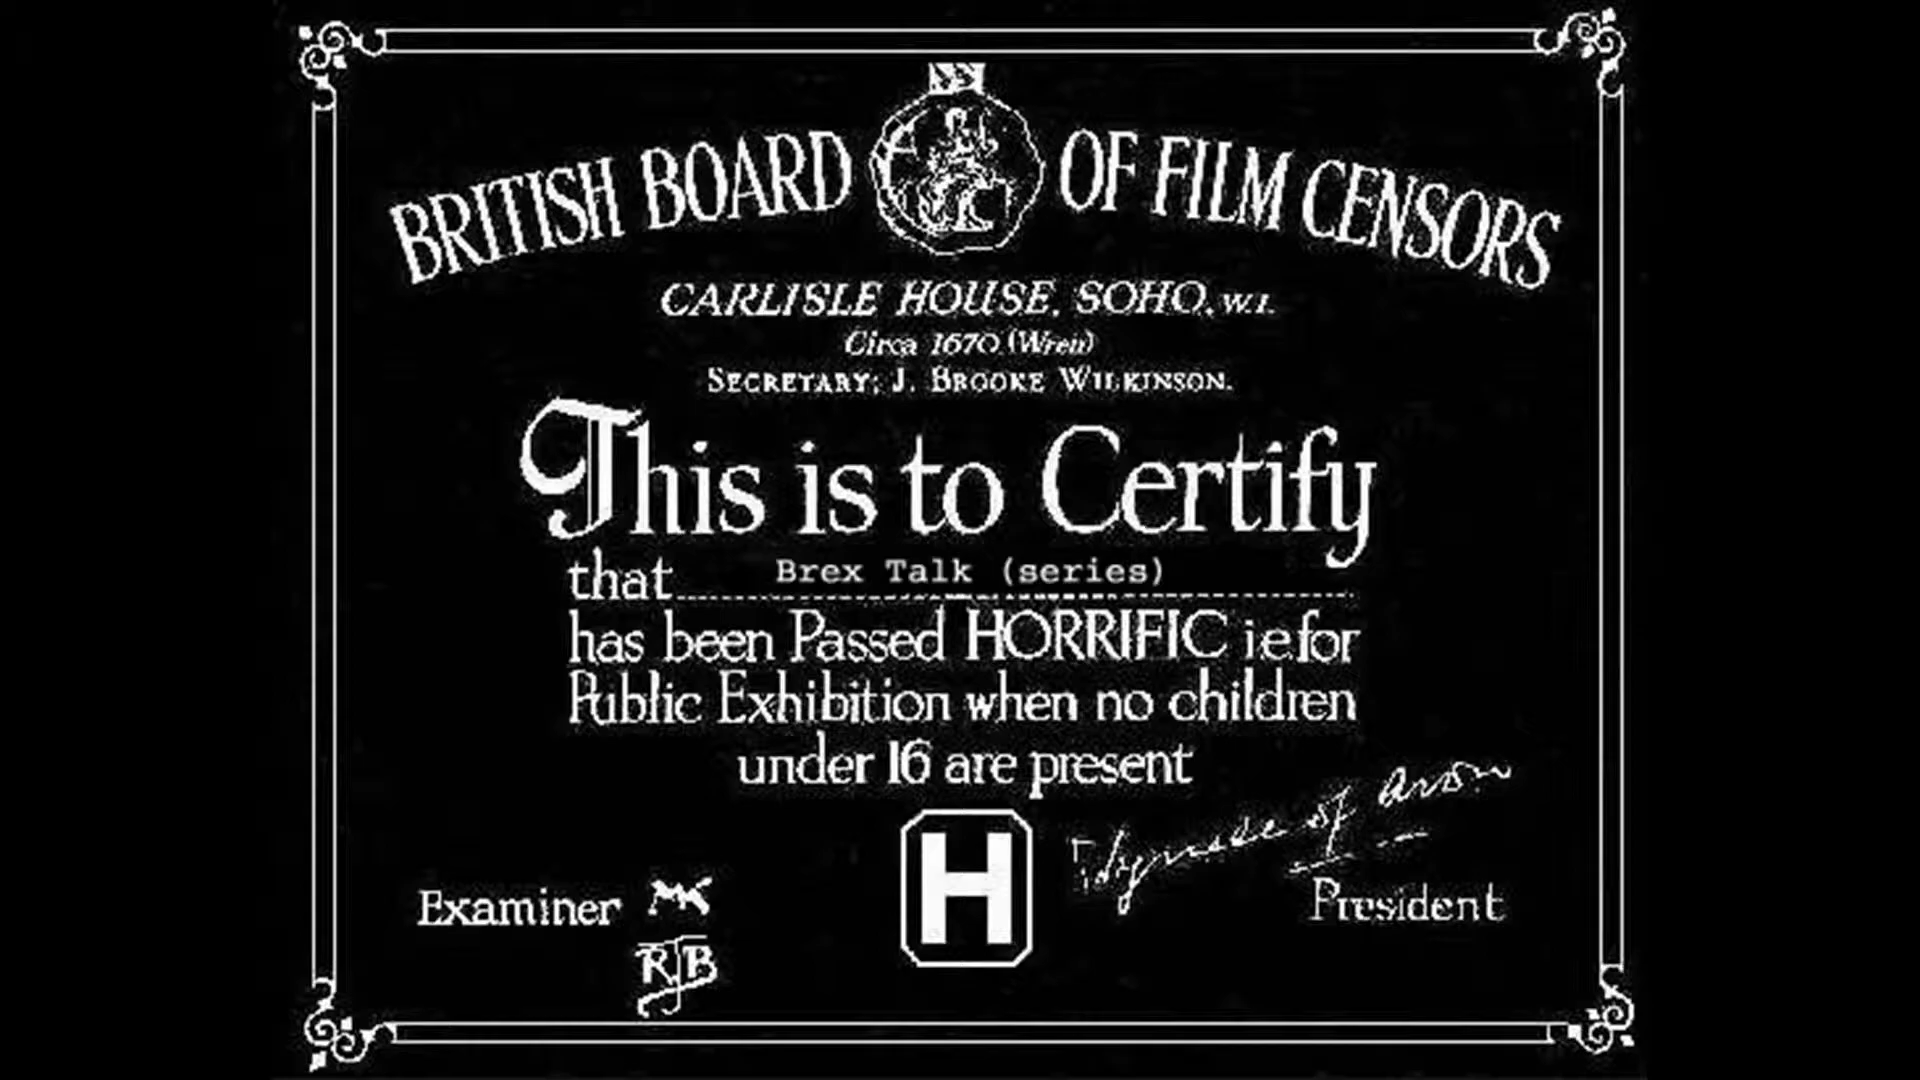 BRITISH BOARD OF FILM CENSORS
CARLISLE HOUSE, SOHO, W.1.
Circa 1670 (Wren)
SECRETARY; J. BROOKE WILKINSON.
This is to Certify
that Brex Talk (series)
has been Passed HORRIFIC i.e for
Public Exhibition when no children
under 16 are present
H
Examiner
RJB
President